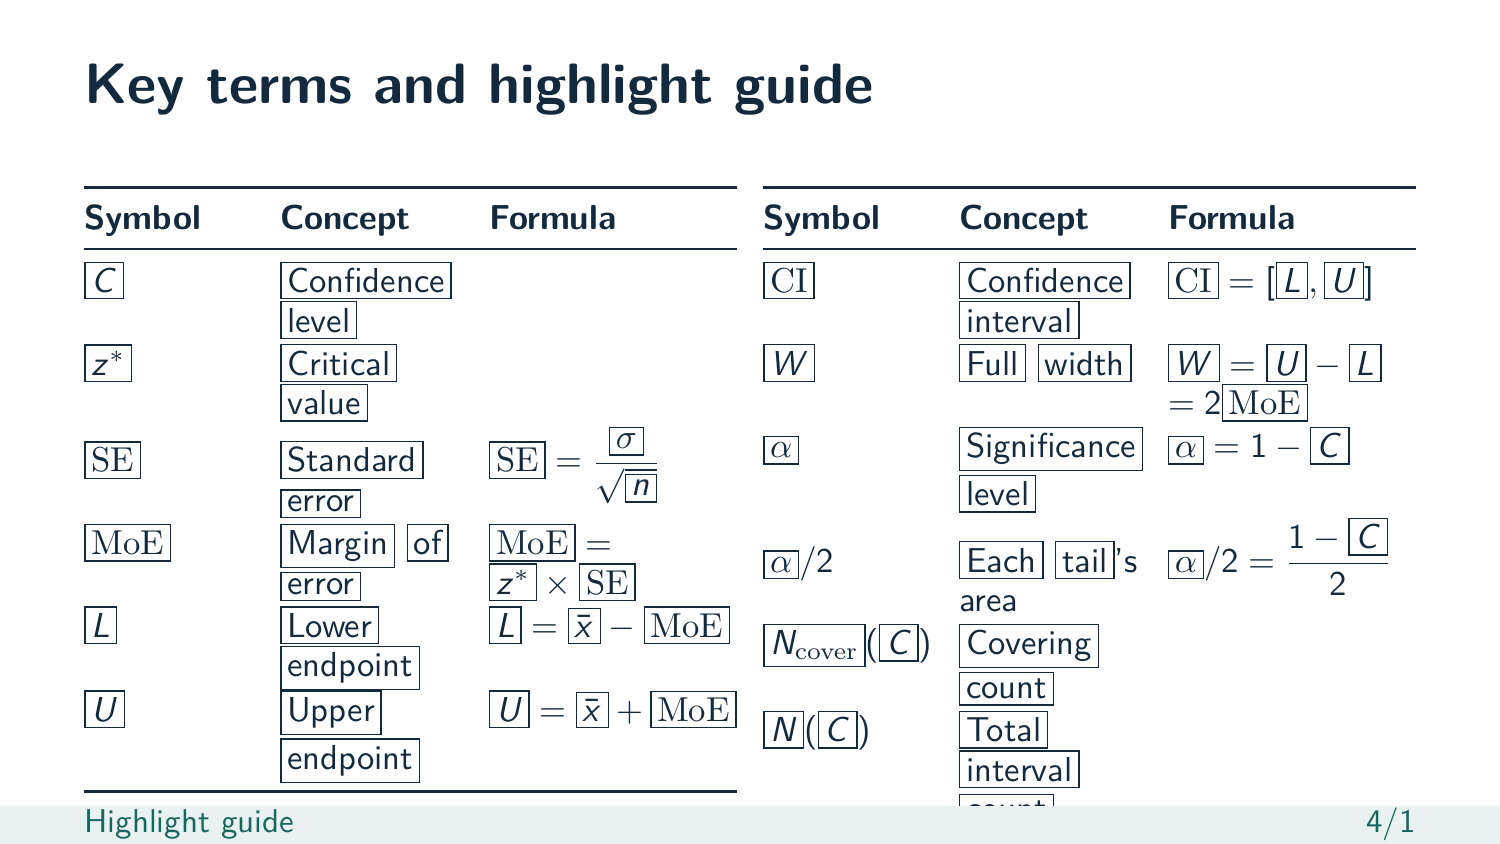 Key terms and highlight guide
Symbol Concept Formula
C Confidence level
z* Critical value
SE Standard error SE = σ / √n
MoE Margin of error MoE = z* × SE
L Lower endpoint L = x̄ − MoE
U Upper endpoint U = x̄ + MoE
Symbol Concept Formula
CI Confidence interval CI = [L, U]
W Full width W = U − L = 2MoE
α Significance level α = 1 − C
α/2 Each tail's area α/2 = (1 − C) / 2
N_cover(C) Covering count
N(C) Total interval
Highlight guide
4/1